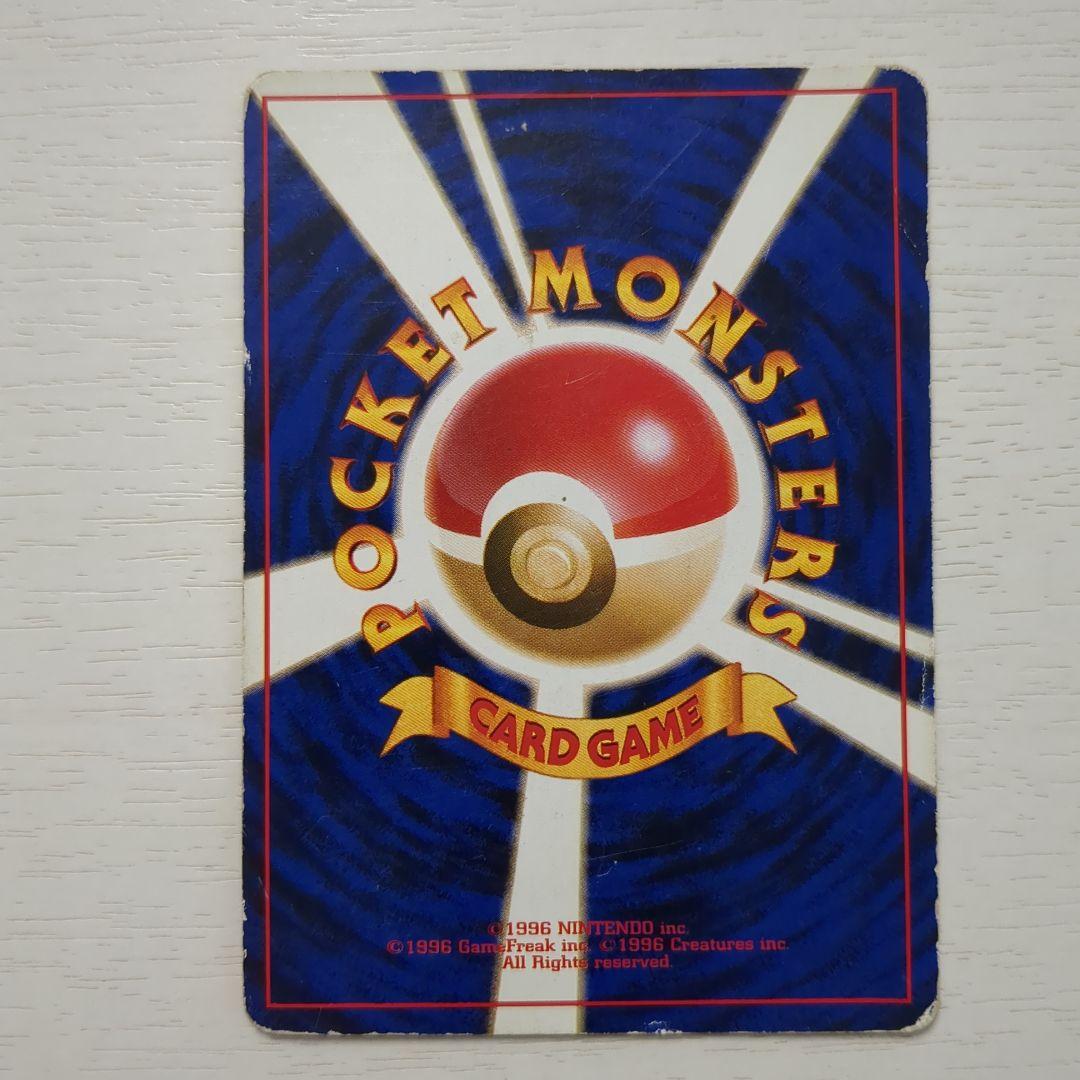 POCKET MONSTERS
CARD GAME
©1996 NINTENDO inc.
©1996 GameFreak inc. ©1996 Creatures inc.
All Rights reserved.